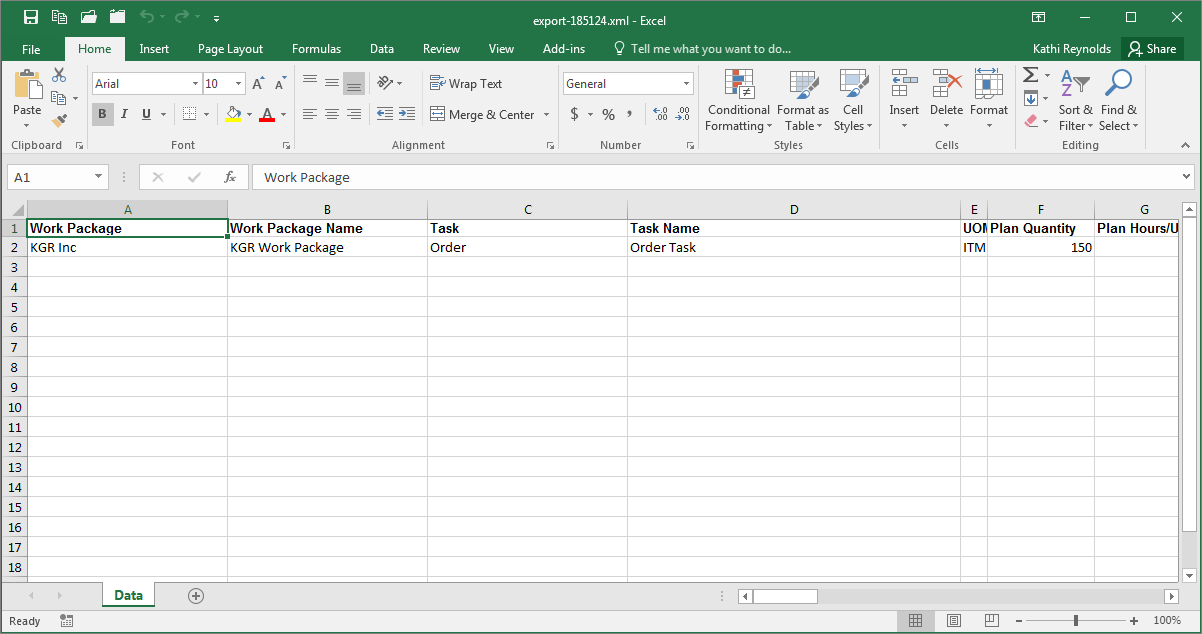 export-185124.xml - Excel
File Home Insert Page Layout Formulas Data Review View Add-ins Tell me what you want to do... Kathi Reynolds Share
Paste
Clipboard
Arial 10
B I U
Font
Wrap Text
Merge & Center
Alignment
General
$ % ,
Number
Conditional Formatting
Format as Table
Cell Styles
Styles
Insert Delete Format
Cells
Sort & Filter
Find & Select
Editing
A1 fx Work Package
A B C D E F G
1 Work Package Work Package Name Task Task Name UOM Plan Quantity Plan Hours/U
2 KGR Inc KGR Work Package Order Order Task ITM 150
3
4
5
6
7
8
9
10
11
12
13
14
15
16
17
18
Data
Ready 100%